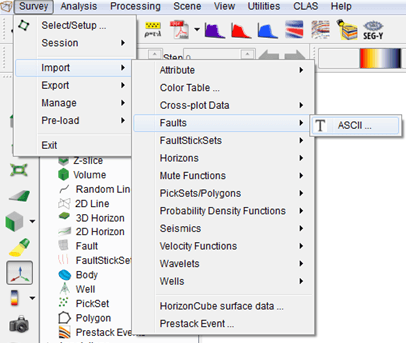 Survey Analysis Processing Scene View Utilities CLAS Help
Select/Setup ...
Session
Import
Export
Manage
Pre-load
Exit
Attribute
Color Table ...
Cross-plot Data
Faults
FaultStickSets
Horizons
Mute Functions
PickSets/Polygons
Probability Density Functions
Seismics
Velocity Functions
Wavelets
Wells
HorizonCube surface data ...
Prestack Event ...
T ASCII ...
SEG-Y
Step 0
Z-slice
Volume
Random Lin
2D Line
3D Horizon
2D Horizon
Fault
FaultStickSe
Body
Well
PickSet
Polygon
Prestack Events